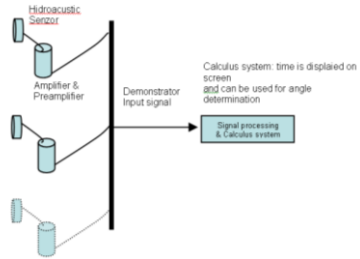 Hidroacustic
Senzor
Amplifier &
Preamplifier
Demonstrator
Input signal
Calculus system: time is displaied on
screen
and can be used for angle
determination
Signal processing
& Calculus system